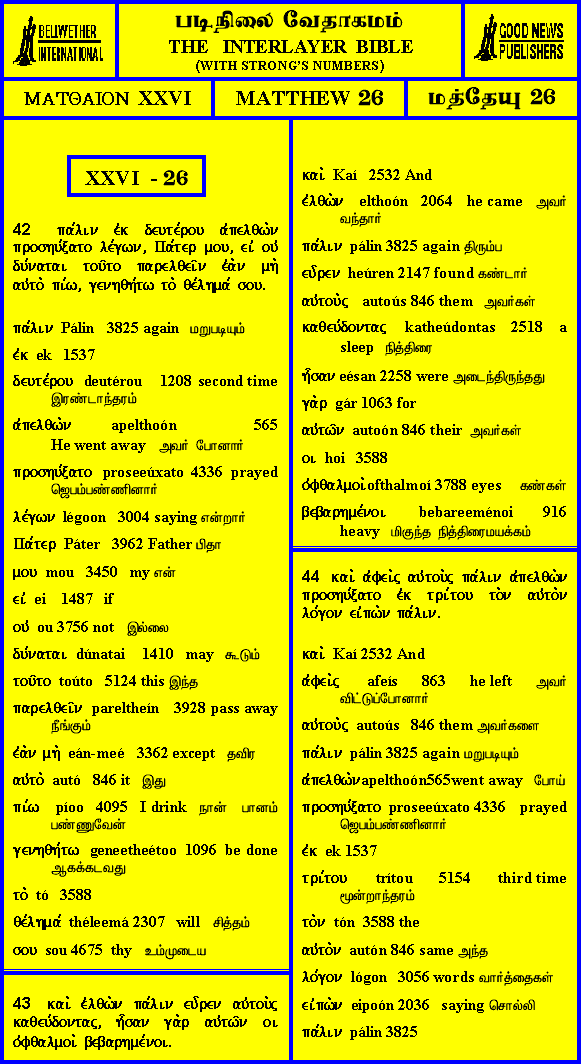 BELLWETHER
INTERNATIONAL
படிநிலை வேதாகமம்
THE INTERLAYER BIBLE
(WITH STRONG'S NUMBERS)
GOOD NEWS
PUBLISHERS
ΜΑΤΘΑΙΟΝ XXVI
MATTHEW 26
மத்தேயு 26
XXVI - 26
42 πάλιν ἐκ δευτέρου ἀπελθὼν
προσηύξατο λέγων, Πάτερ μου, εἰ οὐ
δύναται τοῦτο παρελθεῖν ἐὰν μὴ
αὐτὸ πίω, γενηθήτω τὸ θέλημά σου.
πάλιν Pálin 3825 again மறுபடியும்
ἐκ ek 1537
δευτέρου deutérou 1208 second time
இரண்டாந்தரம்
ἀπελθὼν apelthoón 565
He went away அவர் போனார்
προσηύξατο proseeúxato 4336 prayed
ஜெபம்பண்ணினார்
λέγων légoon 3004 saying என்றார்
Πάτερ Páter 3962 Father பிதா
μου mou 3450 my என்
εἰ ei 1487 if
οὐ ou 3756 not இல்லை
δύναται dúnatai 1410 may கூடும்
τοῦτο toúto 5124 this இந்த
παρελθεῖν pareltheín 3928 pass away
நீங்கும்
ἐὰν μὴ eán-meé 3362 except தவிர
αὐτὸ autó 846 it இது
πίω píoo 4095 I drink நான் பானம்
பண்ணுவேன்
γενηθήτω geneetheétoo 1096 be done
ஆகக்கடவது
τὸ tó 3588
θέλημά théleemá 2307 will சித்தம்
σου sou 4675 thy உம்முடைய
43 καὶ ἐλθὼν πάλιν εὗρεν αὐτοὺς
καθεύδοντας, ἦσαν γὰρ αὐτῶν οι
ὀφθαλμοὶ βεβαρημένοι.
καὶ Kaí 2532 And
ἐλθὼν elthoón 2064 he came அவர்
வந்தார்
πάλιν pálin 3825 again திரும்ப
εὗρεν heúren 2147 found கண்டார்
αὐτοὺς autoús 846 them அவர்கள்
καθεύδοντας katheúdontas 2518 a
sleep நித்திரை
ἦσαν eésan 2258 were அடைந்திருந்தது
γὰρ gár 1063 for
αὐτῶν autoón 846 their அவர்கள்
οι hoi 3588
ὀφθαλμοὶ ofthalmoí 3788 eyes கண்கள்
βεβαρημένοι bebareeménoi 916
heavy மிகுந்த நித்திரைமயக்கம்
44 καὶ ἀφεὶς αὐτοὺς πάλιν ἀπελθὼν
προσηύξατο ἐκ τρίτου τὸν αὐτὸν
λόγον εἰπὼν πάλιν.
καὶ Kaí 2532 And
ἀφεὶς afeís 863 he left அவர்
விட்டுப்போனார்
αὐτοὺς autoús 846 them அவர்களை
πάλιν pálin 3825 again மறுபடியும்
ἀπελθὼν apelthoón 565 went away போய்
προσηύξατο proseeúxato 4336 prayed
ஜெபம்பண்ணினார்
ἐκ ek 1537
τρίτου trítou 5154 third time
மூன்றாந்தரம்
τὸν tón 3588 the
αὐτὸν autón 846 same அந்த
λόγον lógon 3056 words வார்த்தைகள்
εἰπὼν eipoón 2036 saying சொல்லி
πάλιν pálin 3825